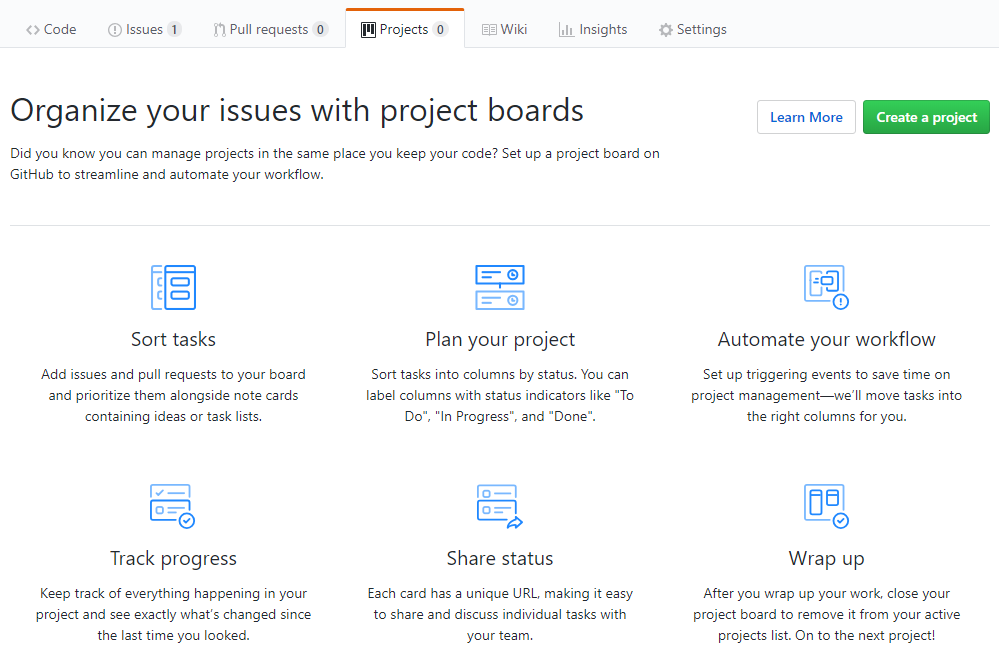 Code Issues 1 Pull requests 0 Projects 0 Wiki Insights Settings
Organize your issues with project boards
Learn More Create a project
Did you know you can manage projects in the same place you keep your code? Set up a project board on
GitHub to streamline and automate your workflow.
Sort tasks
Add issues and pull requests to your board
and prioritize them alongside note cards
containing ideas or task lists.
Plan your project
Sort tasks into columns by status. You can
label columns with status indicators like "To
Do", "In Progress", and "Done".
Automate your workflow
Set up triggering events to save time on
project management—we’ll move tasks into
the right columns for you.
Track progress
Keep track of everything happening in your
project and see exactly what’s changed since
the last time you looked.
Share status
Each card has a unique URL, making it easy
to share and discuss individual tasks with
your team.
Wrap up
After you wrap up your work, close your
project board to remove it from your active
projects list. On to the next project!